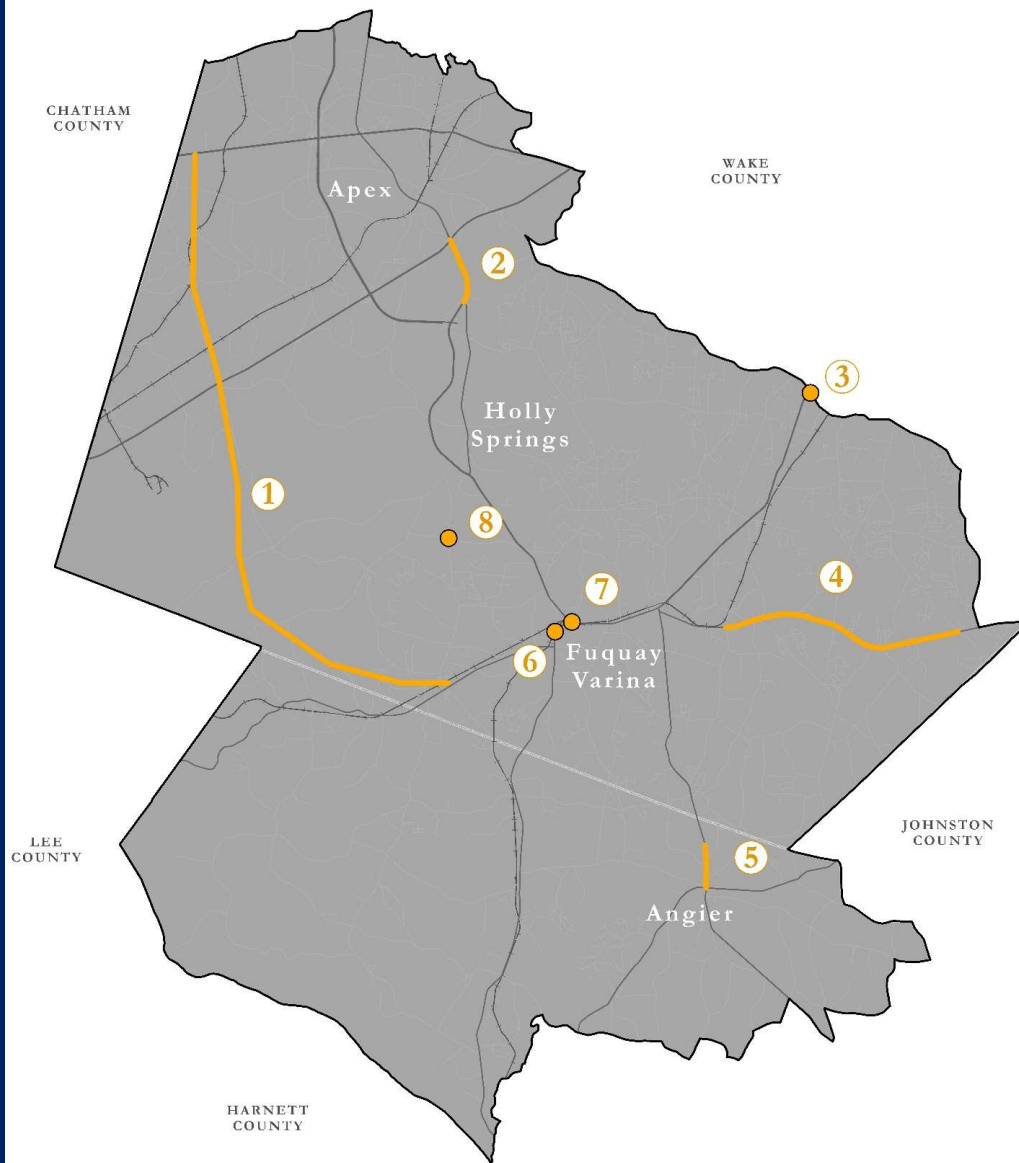 CHATHAM
COUNTY
WAKE
COUNTY
Apex
2
3
Holly
Springs
1
8
4
7
6
Fuquay
Varina
LEE
COUNTY
JOHNSTON
COUNTY
5
Angier
HARNETT
COUNTY